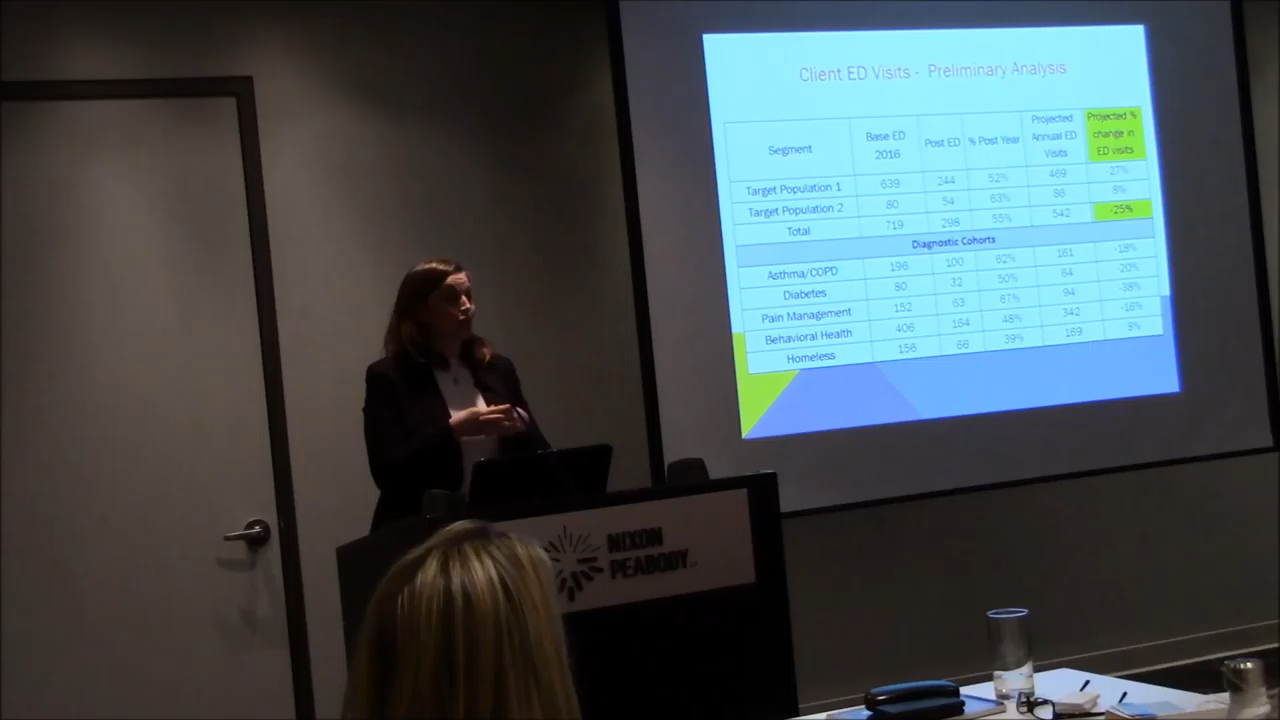 Client ED Visits - Preliminary Analysis
Segment Base ED 2016 Post ED % Post Year Projected Annual ED Visits Projected % change in ED visits
Target Population 1 639 244 52% 469 -27%
Target Population 2 80 54 63% 86 8%
Total 719 298 55% 542 -25%
Diagnostic Cohorts
Asthma/COPD 196 100 62% 161 -18%
Diabetes 80 32 50% 64 -20%
Pain Management 152 63 67% 94 -38%
Behavioral Health 406 164 48% 342 -16%
Homeless 156 66 39% 169 8%
NIXON
PEABODY